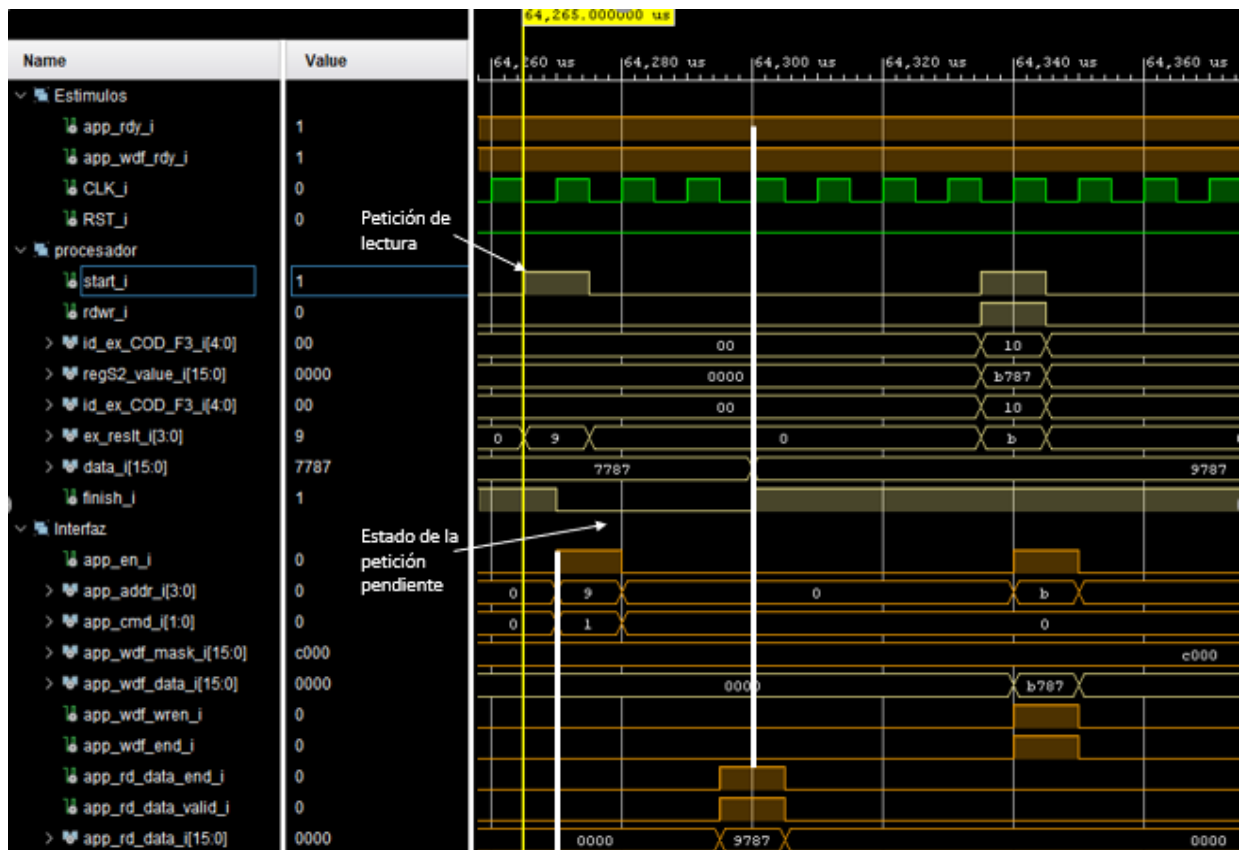 64,265.000000 us
Name Value
64,260 us 64,280 us 64,300 us 64,320 us 64,340 us 64,360 us
Estimulos
app_rdy_i 1
app_wdf_rdy_i 1
CLK_i 0
RST_i 0
Petición de
lectura
procesador
start_i 1
rdwr_i 0
id_ex_COD_F3_i[4:0] 00 00 10
regS2_value_i[15:0] 0000 0000 b787
id_ex_COD_F3_i[4:0] 00 00 10
ex_reslt_i[3:0] 9 0 9 0 b
data_i[15:0] 7787 7787 9787
finish_i 1
Interfaz
Estado de la
petición
pendiente
app_en_i 0
app_addr_i[3:0] 0 0 9 0 b
app_cmd_i[1:0] 0 0 1 0
app_wdf_mask_i[15:0] c000 c000
app_wdf_data_i[15:0] 0000 0000 b787
app_wdf_wren_i 0
app_wdf_end_i 0
app_rd_data_end_i 0
app_rd_data_valid_i 0
app_rd_data_i[15:0] 0000 0000 9787 0000